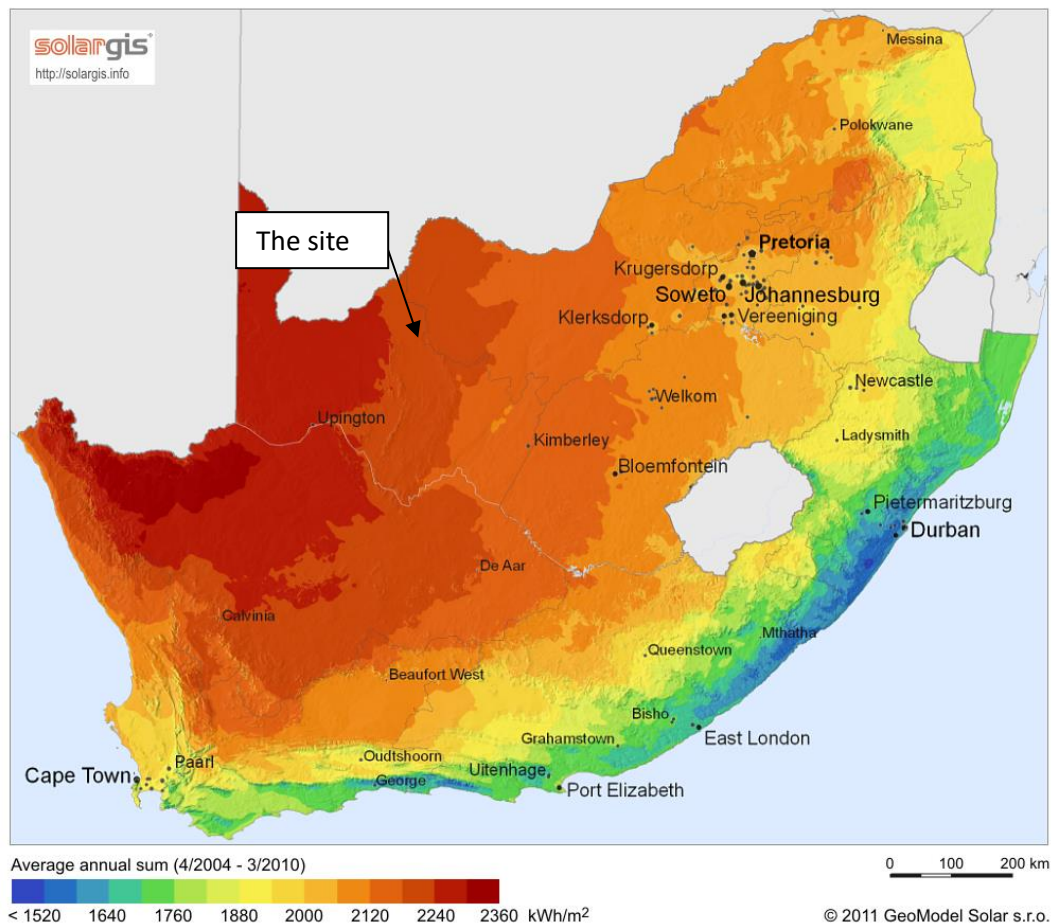 solargis
http://solargis.info
Messina
Polokwane
The site
Pretoria
Krugersdorp
Soweto
Johannesburg
Klerksdorp
Vereeniging
Newcastle
Welkom
Upington
Ladysmith
Kimberley
Bloemfontein
Pietermaritzburg
Durban
De Aar
Calvinia
Mthatha
Queenstown
Beaufort West
Bisho
Grahamstown
East London
Oudtshoorn
Paarl
Uitenhage
Cape Town
George
Port Elizabeth
Average annual sum (4/2004 - 3/2010)
0 100 200 km
< 1520 1640 1760 1880 2000 2120 2240 2360 kWh/m2
© 2011 GeoModel Solar s.r.o.